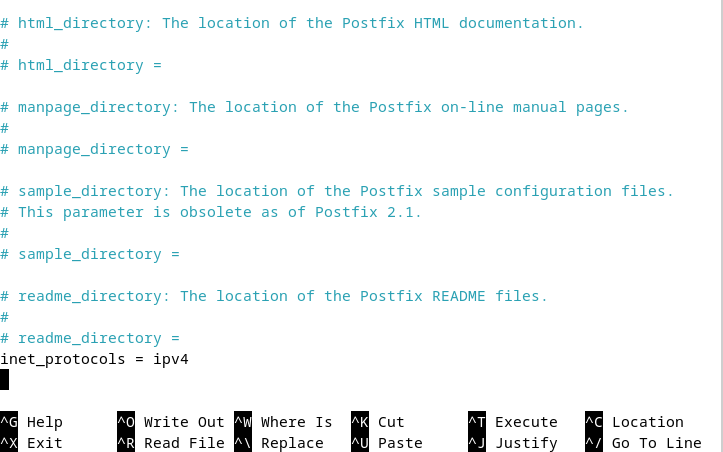 # html_directory: The location of the Postfix HTML documentation.
#
# html_directory =
# manpage_directory: The location of the Postfix on-line manual pages.
#
# manpage_directory =
# sample_directory: The location of the Postfix sample configuration files.
# This parameter is obsolete as of Postfix 2.1.
#
# sample_directory =
# readme_directory: The location of the Postfix README files.
#
# readme_directory =
inet_protocols = ipv4
^G Help ^O Write Out ^W Where Is ^K Cut ^T Execute ^C Location
^X Exit ^R Read File ^\ Replace ^U Paste ^J Justify ^/ Go To Line